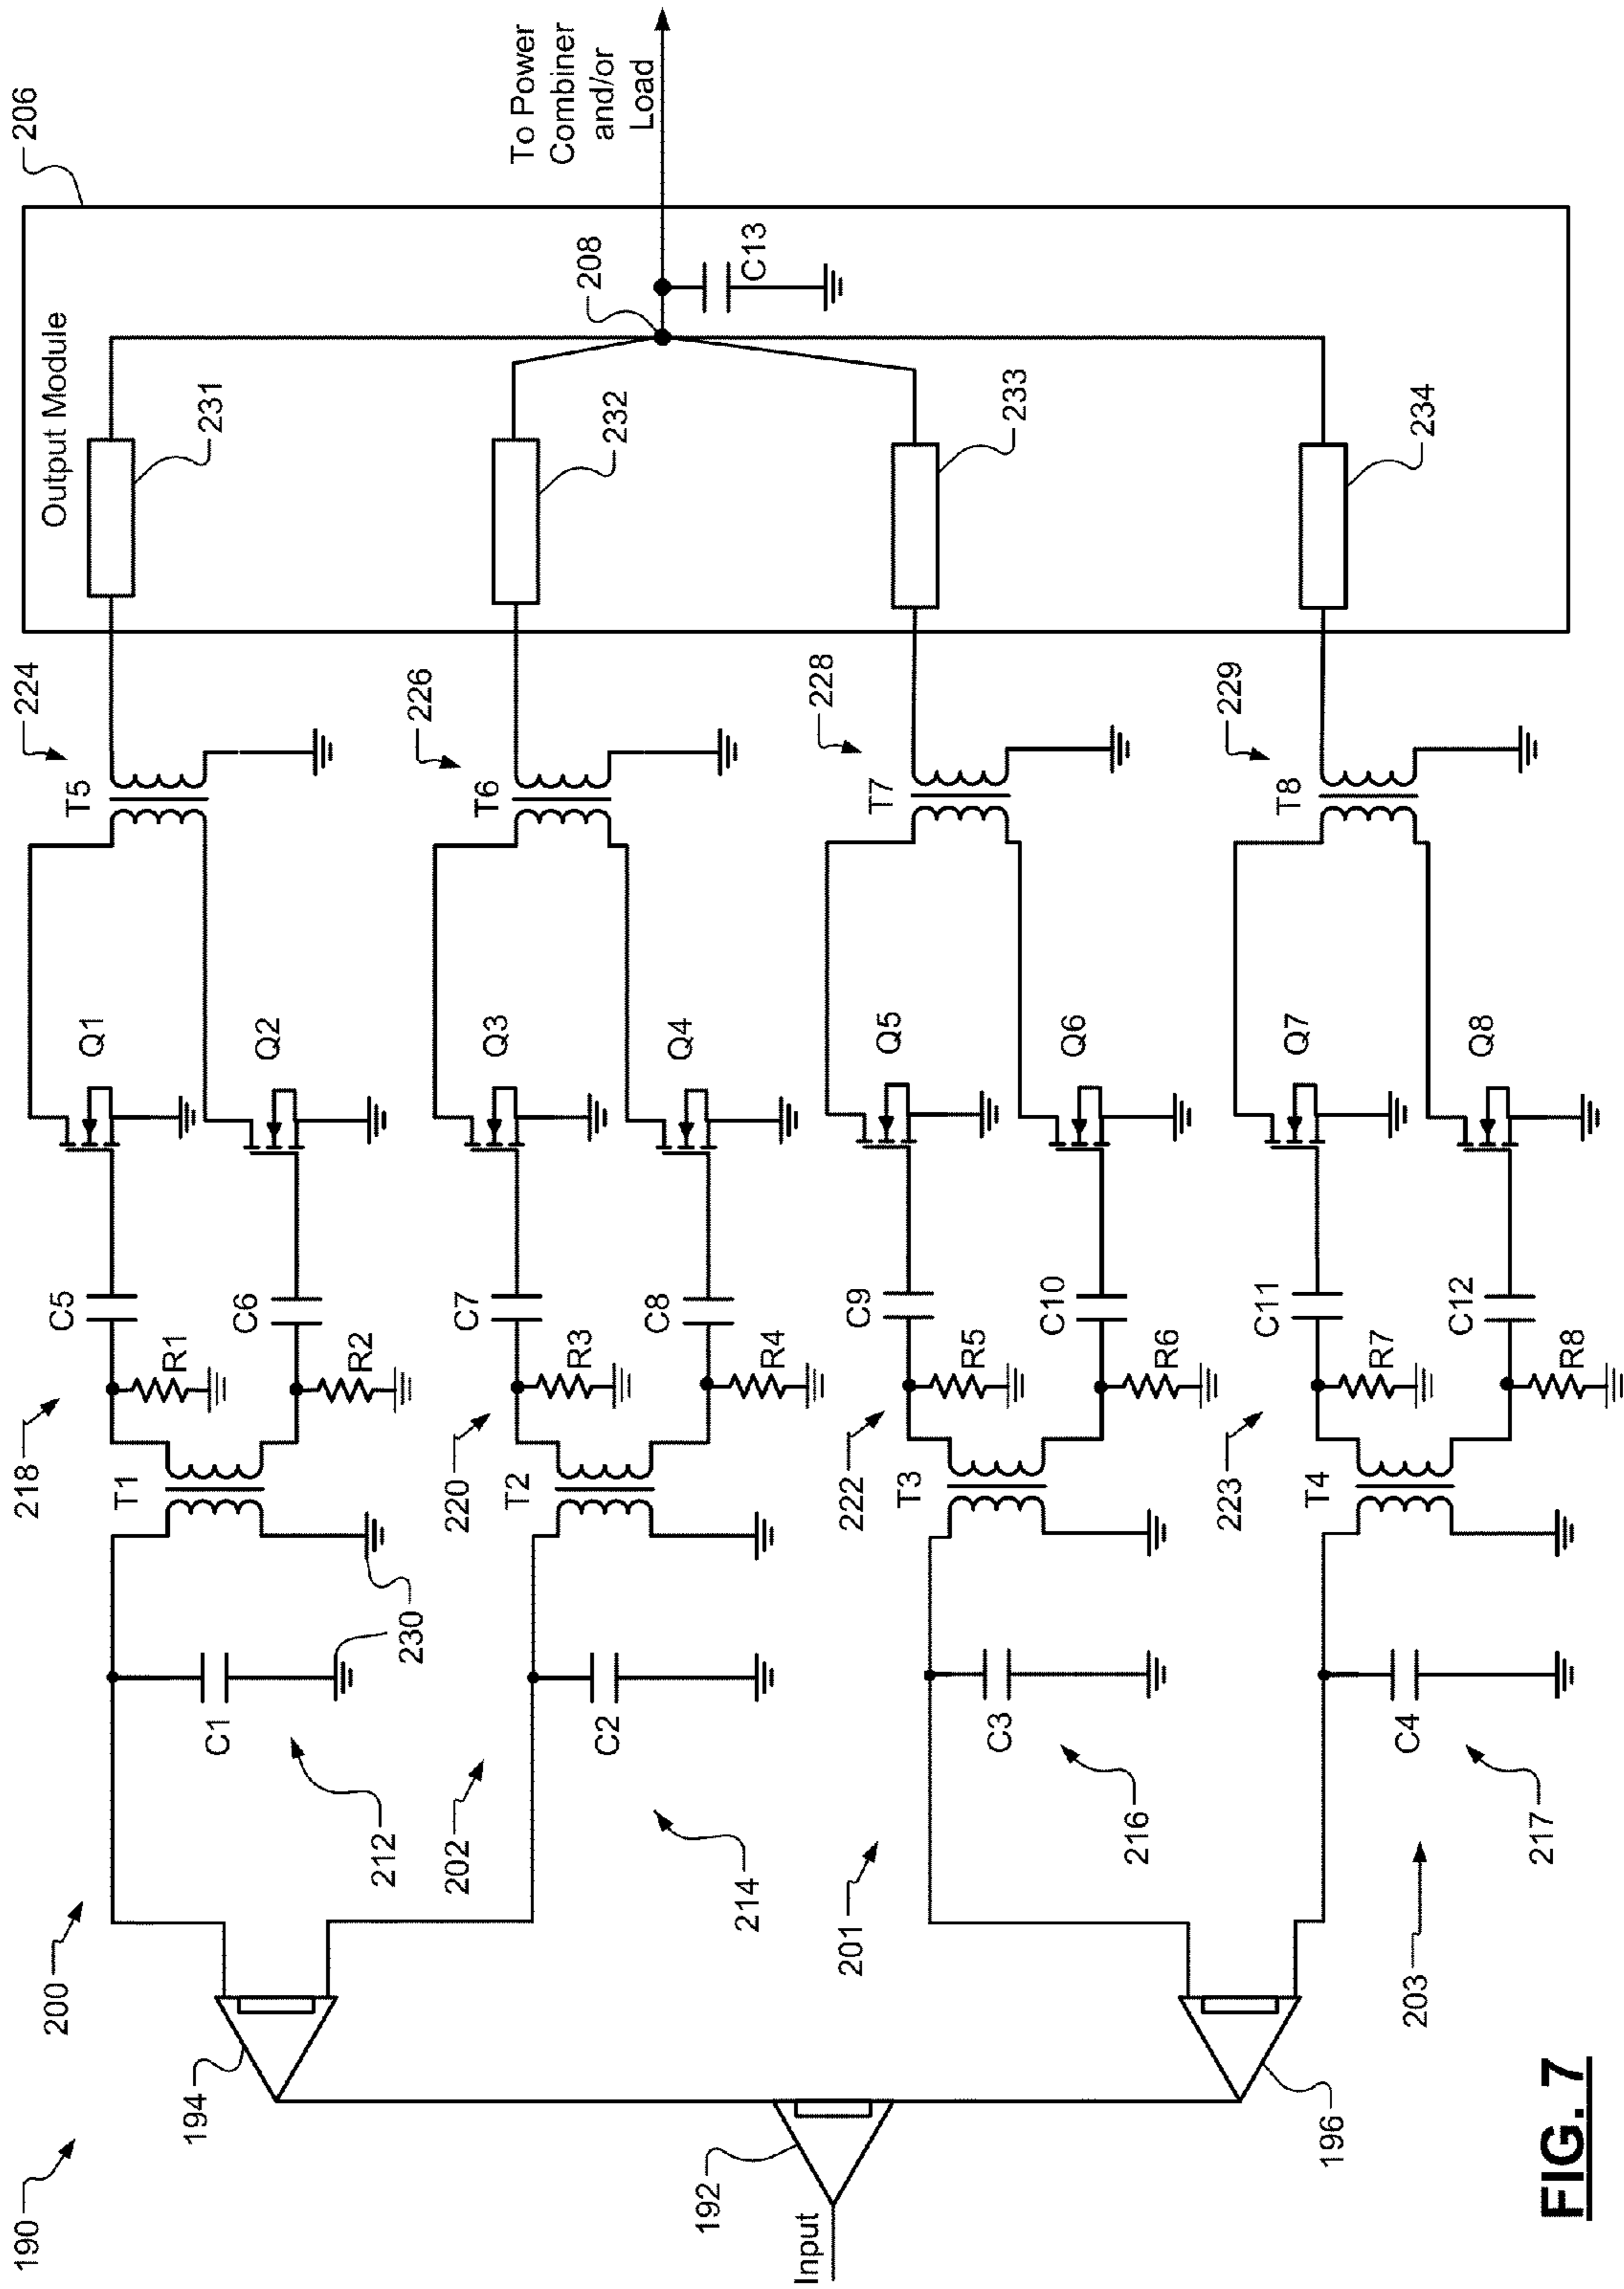 190
200
194
192
Input
196
212
202
214
201
216
203
217
C1
230
C2
C3
C4
218
T1
R1
C5
C6
R2
Q1
Q2
T5
224
220
T2
R3
C7
C8
R4
Q3
Q4
T6
226
222
T3
R5
C9
C10
R6
Q5
Q6
T7
228
223
T4
R7
C11
C12
R8
Q7
Q8
T8
229
Output Module
206
231
232
233
234
208
C13
To Power
Combiner
and/or
Load
FIG. 7